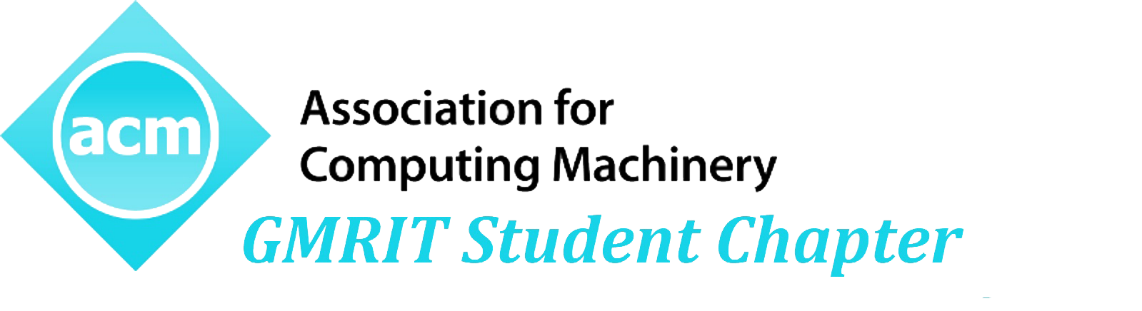 acm
Association for
Computing Machinery
GMRIT Student Chapter